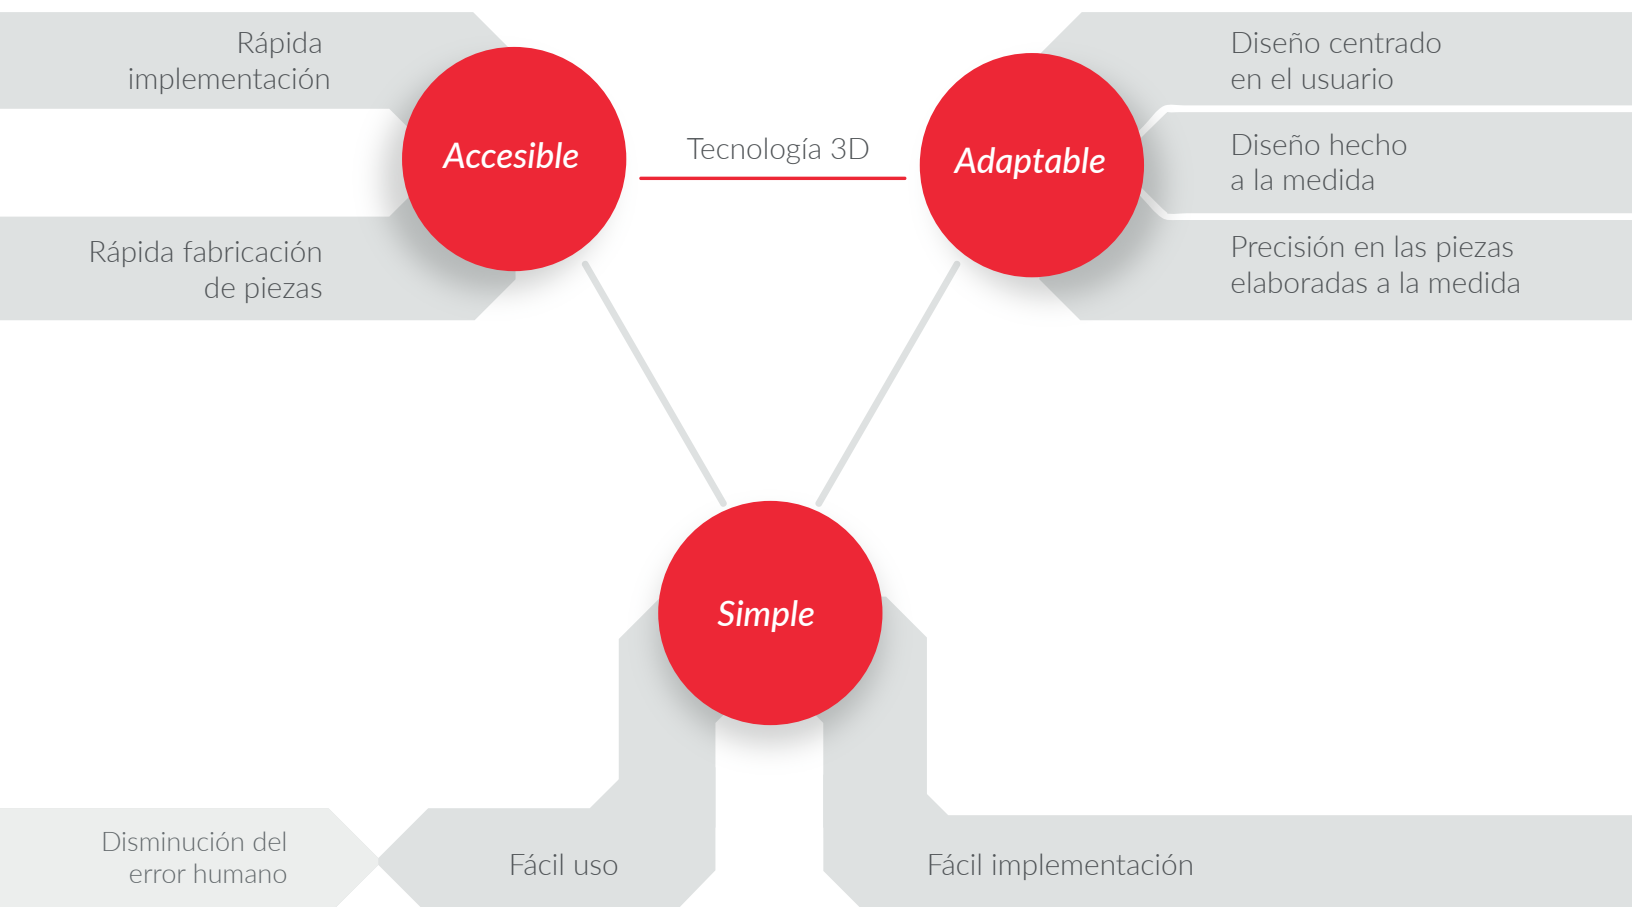 Rápida
implementación
Accesible
Rápida fabricación
de piezas
Tecnología 3D
Adaptable
Diseño centrado
en el usuario
Diseño hecho
a la medida
Precisión en las piezas
elaboradas a la medida
Simple
Disminución del
error humano
Fácil uso
Fácil implementación